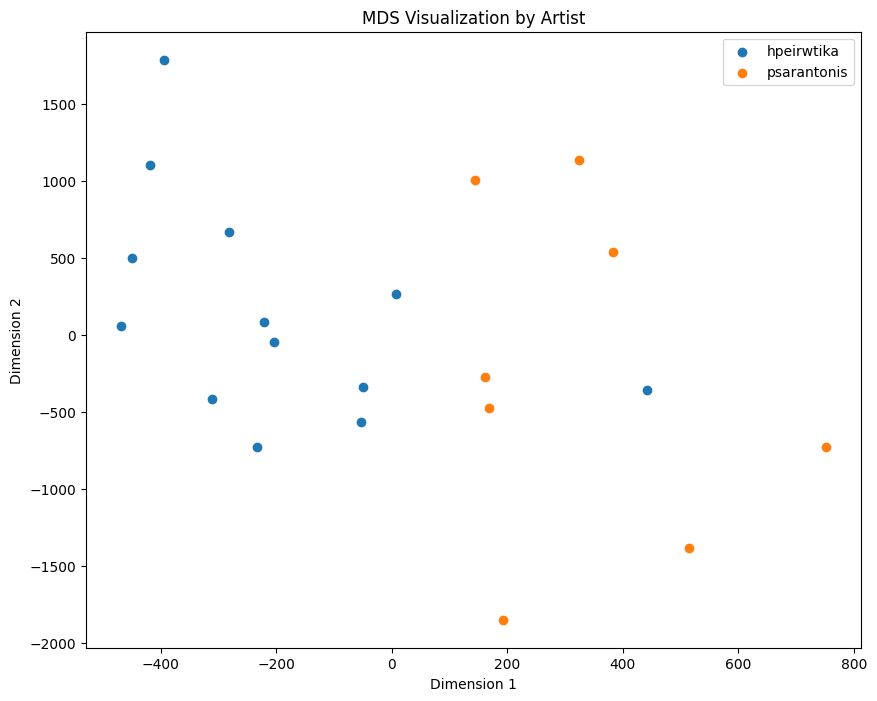 MDS Visualization by Artist
hpeirwtika
psarantonis
1500
1000
500
0
−500
−1000
−1500
−2000
Dimension 2
−400 −200 0 200 400 600 800
Dimension 1